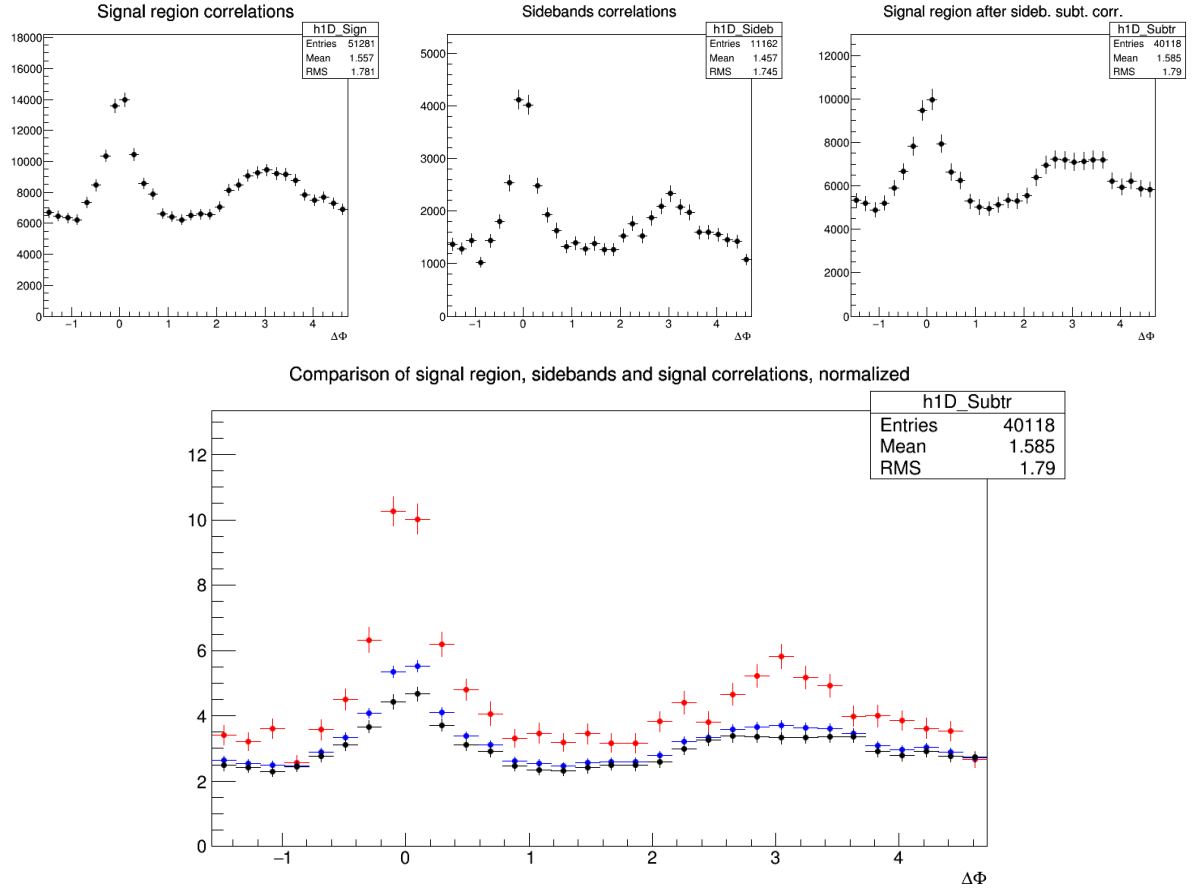 Signal region correlations
h1D_Sign
Entries 51281
Mean 1.557
RMS 1.781
18000
16000
14000
12000
10000
8000
6000
4000
2000
0
−1 0 1 2 3 4
ΔΦ
Sidebands correlations
h1D_Sideb
Entries 11162
Mean 1.457
RMS 1.745
5000
4000
3000
2000
1000
0
−1 0 1 2 3 4
ΔΦ
Signal region after sideb. subt. corr.
h1D_Subtr
Entries 40118
Mean 1.585
RMS 1.79
12000
10000
8000
6000
4000
2000
0
−1 0 1 2 3 4
ΔΦ
Comparison of signal region, sidebands and signal correlations, normalized
h1D_Subtr
Entries 40118
Mean 1.585
RMS 1.79
12
10
8
6
4
2
0
−1 0 1 2 3 4
ΔΦ